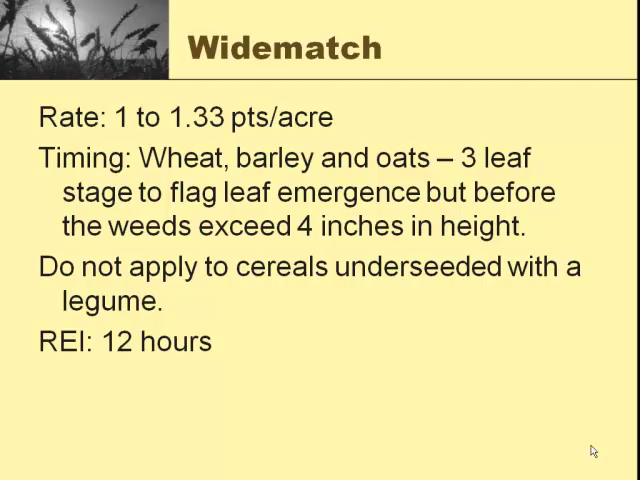 Widematch
Rate: 1 to 1.33 pts/acre
Timing: Wheat, barley and oats – 3 leaf
stage to flag leaf emergence but before
the weeds exceed 4 inches in height.
Do not apply to cereals underseeded with a
legume.
REI: 12 hours